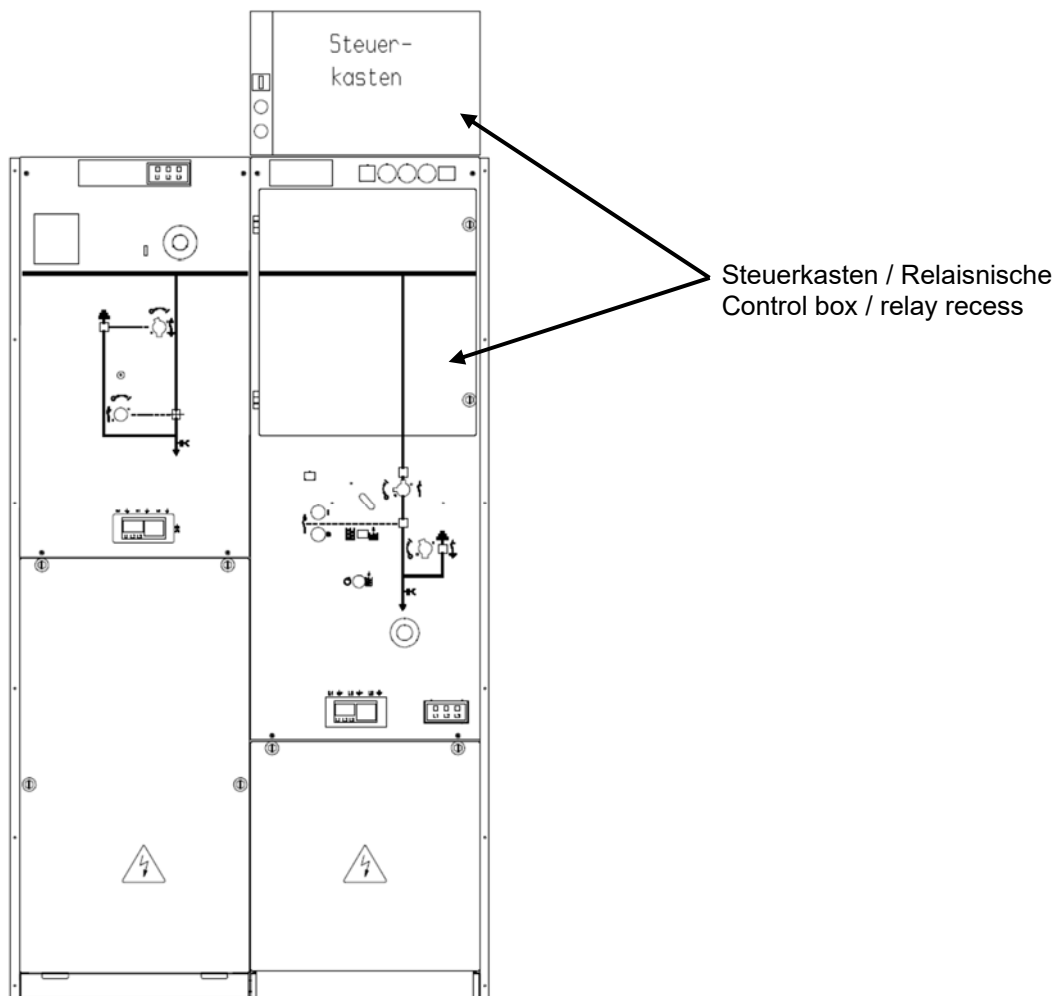 Steuer-
kasten
Steuerkasten / Relaisnische
Control box / relay recess